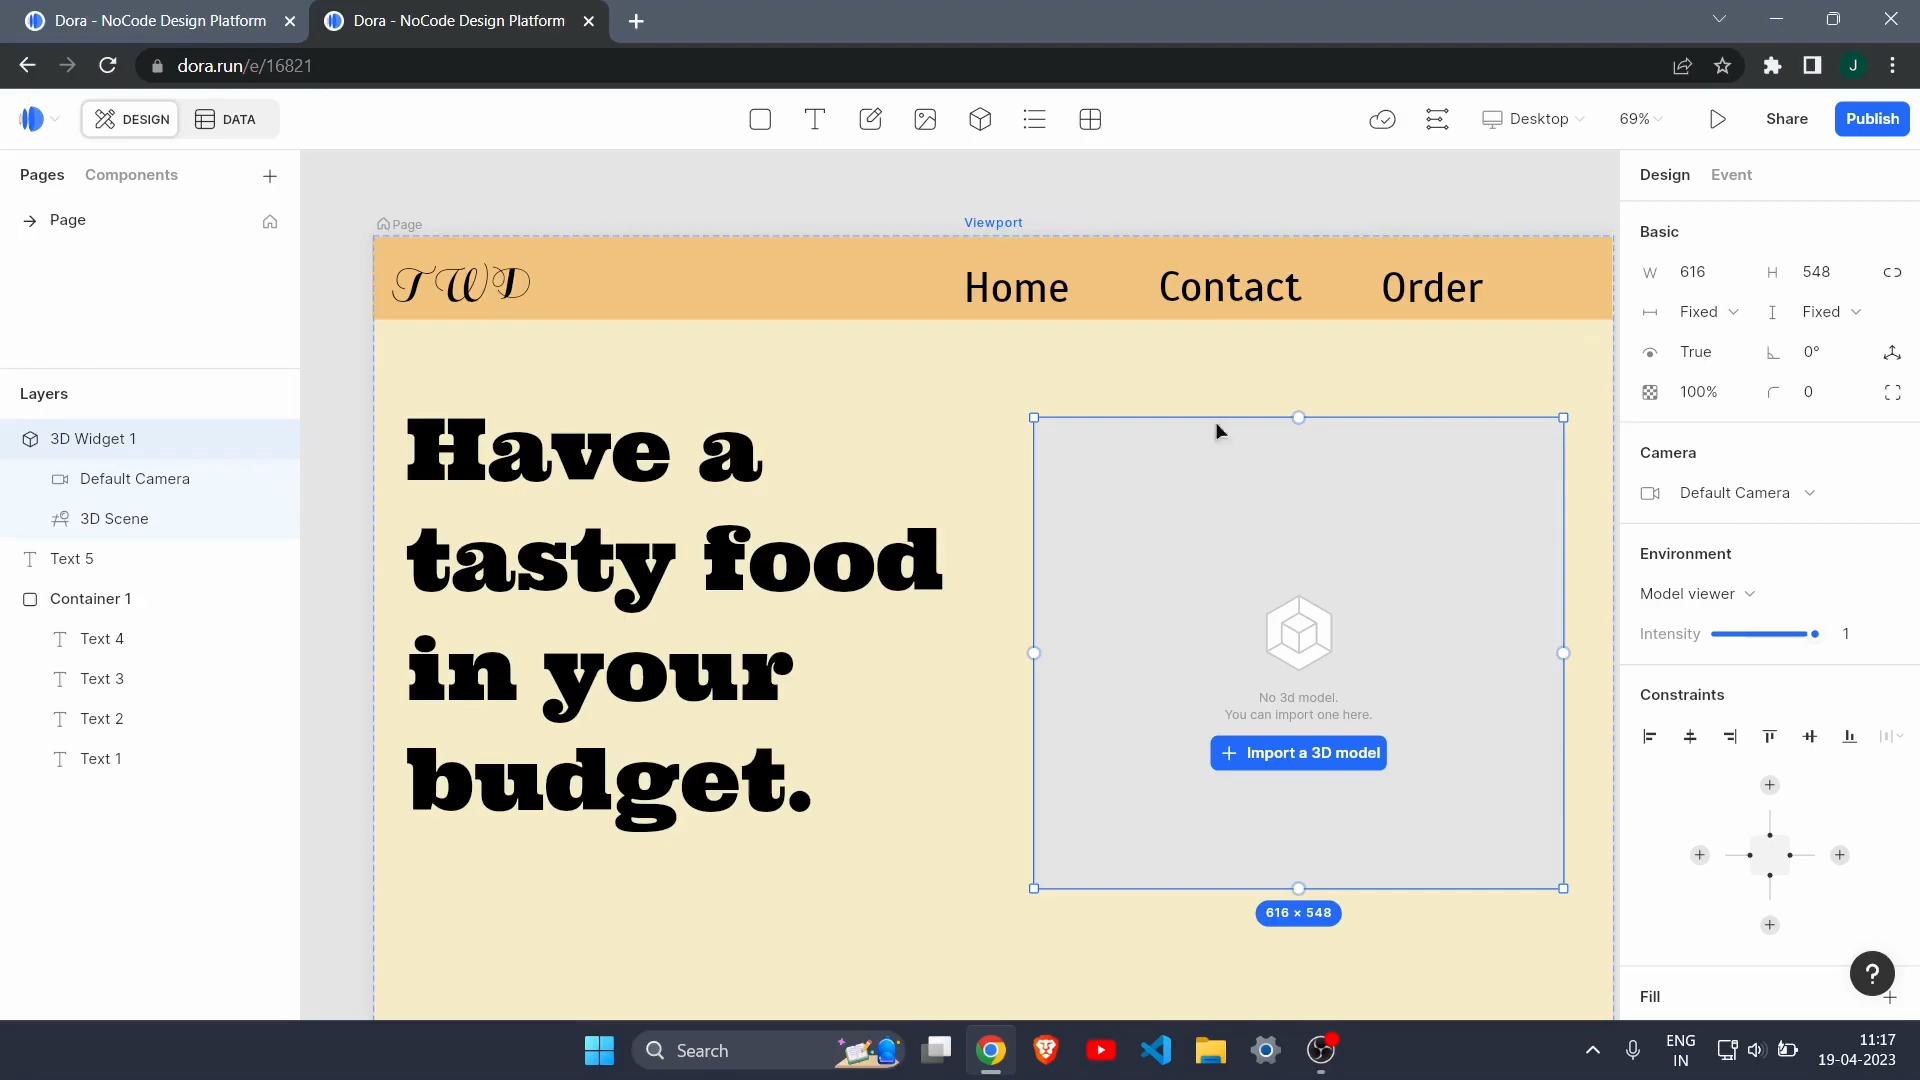 Dora - NoCode Design Platform
Dora - NoCode Design Platform
dora.run/e/16821
J
DESIGN
DATA
Desktop
69%
Share
Publish
Pages
Components
Page
Layers
3D Widget 1
Default Camera
3D Scene
Text 5
Container 1
Text 4
Text 3
Text 2
Text 1
Page
Viewport
TWD
Home
Contact
Order
Have a
tasty food
in your
budget.
No 3d model.
You can import one here.
Import a 3D model
616 × 548
Design
Event
Basic
W 616 H 548
Fixed Fixed
True 0°
100% 0
Camera
Default Camera
Environment
Model viewer
Intensity 1
Constraints
Fill
?
Search
ENG
IN
11:17
19-04-2023